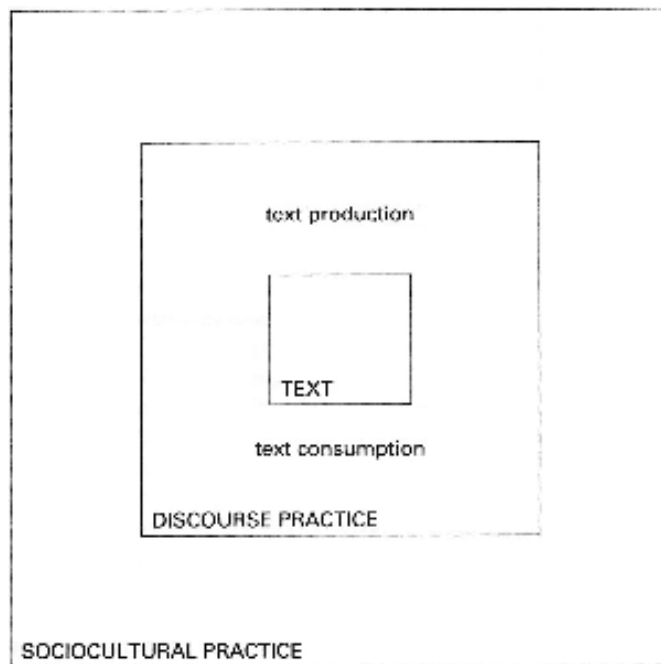 text production
TEXT
text consumption
DISCOURSE PRACTICE
SOCIOCULTURAL PRACTICE